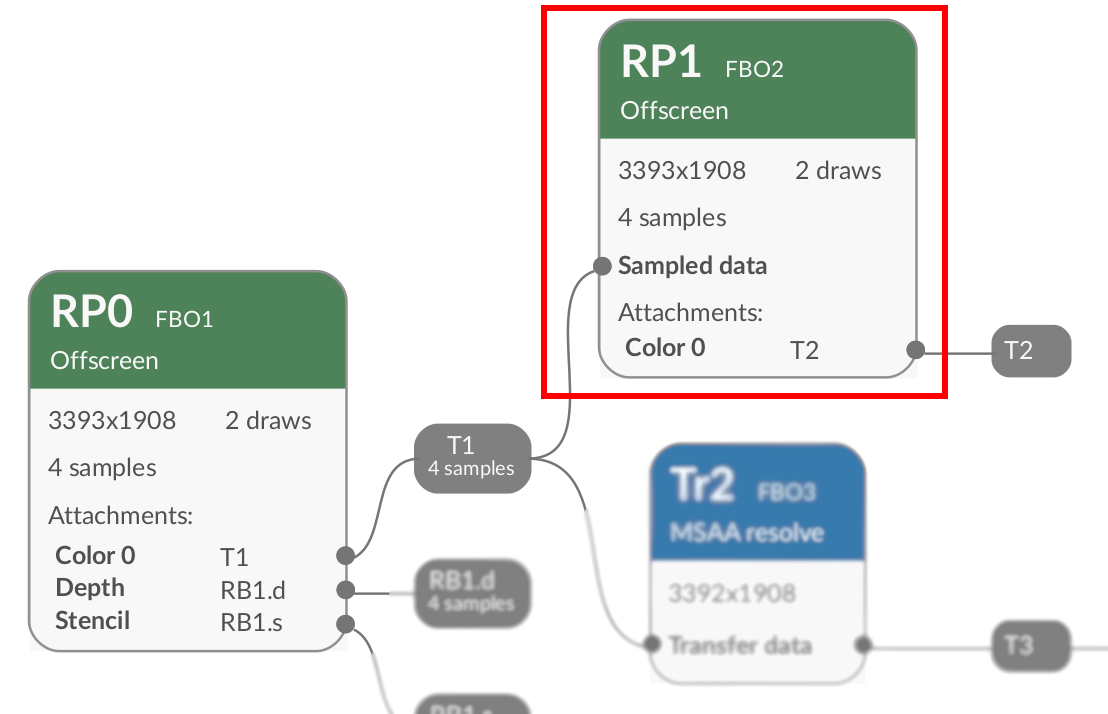 RP1 FBO2
Offscreen
3393x1908 2 draws
4 samples
Sampled data
Attachments:
Color 0 T2
T2
RP0 FBO1
Offscreen
3393x1908 2 draws
4 samples
Attachments:
Color 0 T1
Depth RB1.d
Stencil RB1.s
T1
4 samples
RB1.d
4 samples
Tr2 FBO3
MSAA resolve
3392x1908
Transfer data
T3